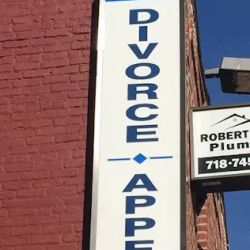 DIVORCE
APPE
ROBERT
Plum
718-745